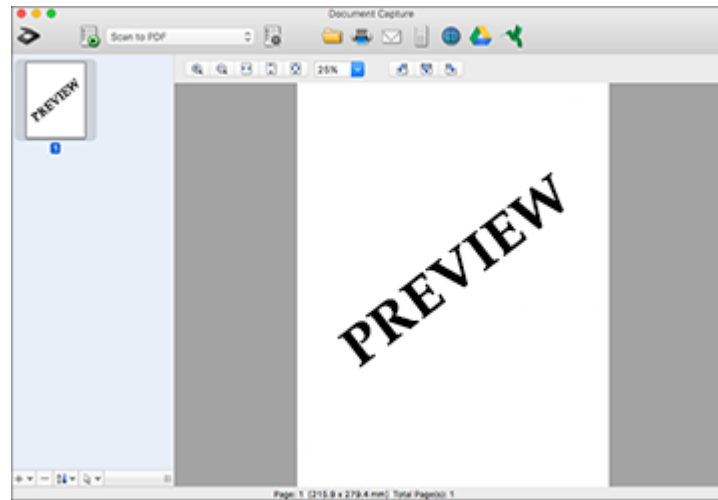 Document Capture
Scan to PDF
25%
PREVIEW
1
PREVIEW
Page: 1 [215.9 x 279.4 mm] Total Page(s): 1